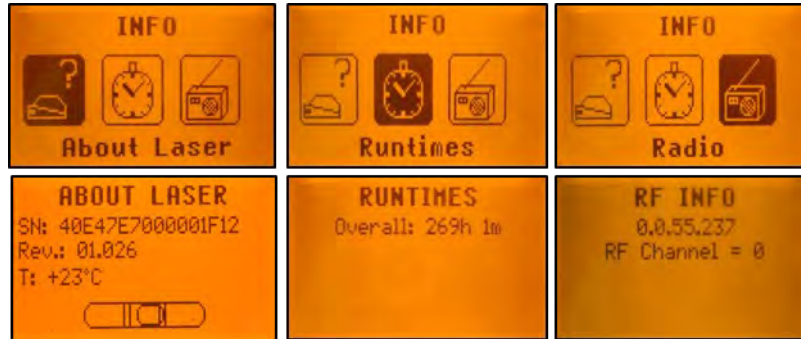 INFO
About Laser
INFO
Runtimes
INFO
Radio
ABOUT LASER
SN: 40E47E7000001F12
Rev.: 01.026
T: +23°C
RUNTIMES
Overall: 269h 1m
RF INFO
0.0.55.237
RF Channel = 0